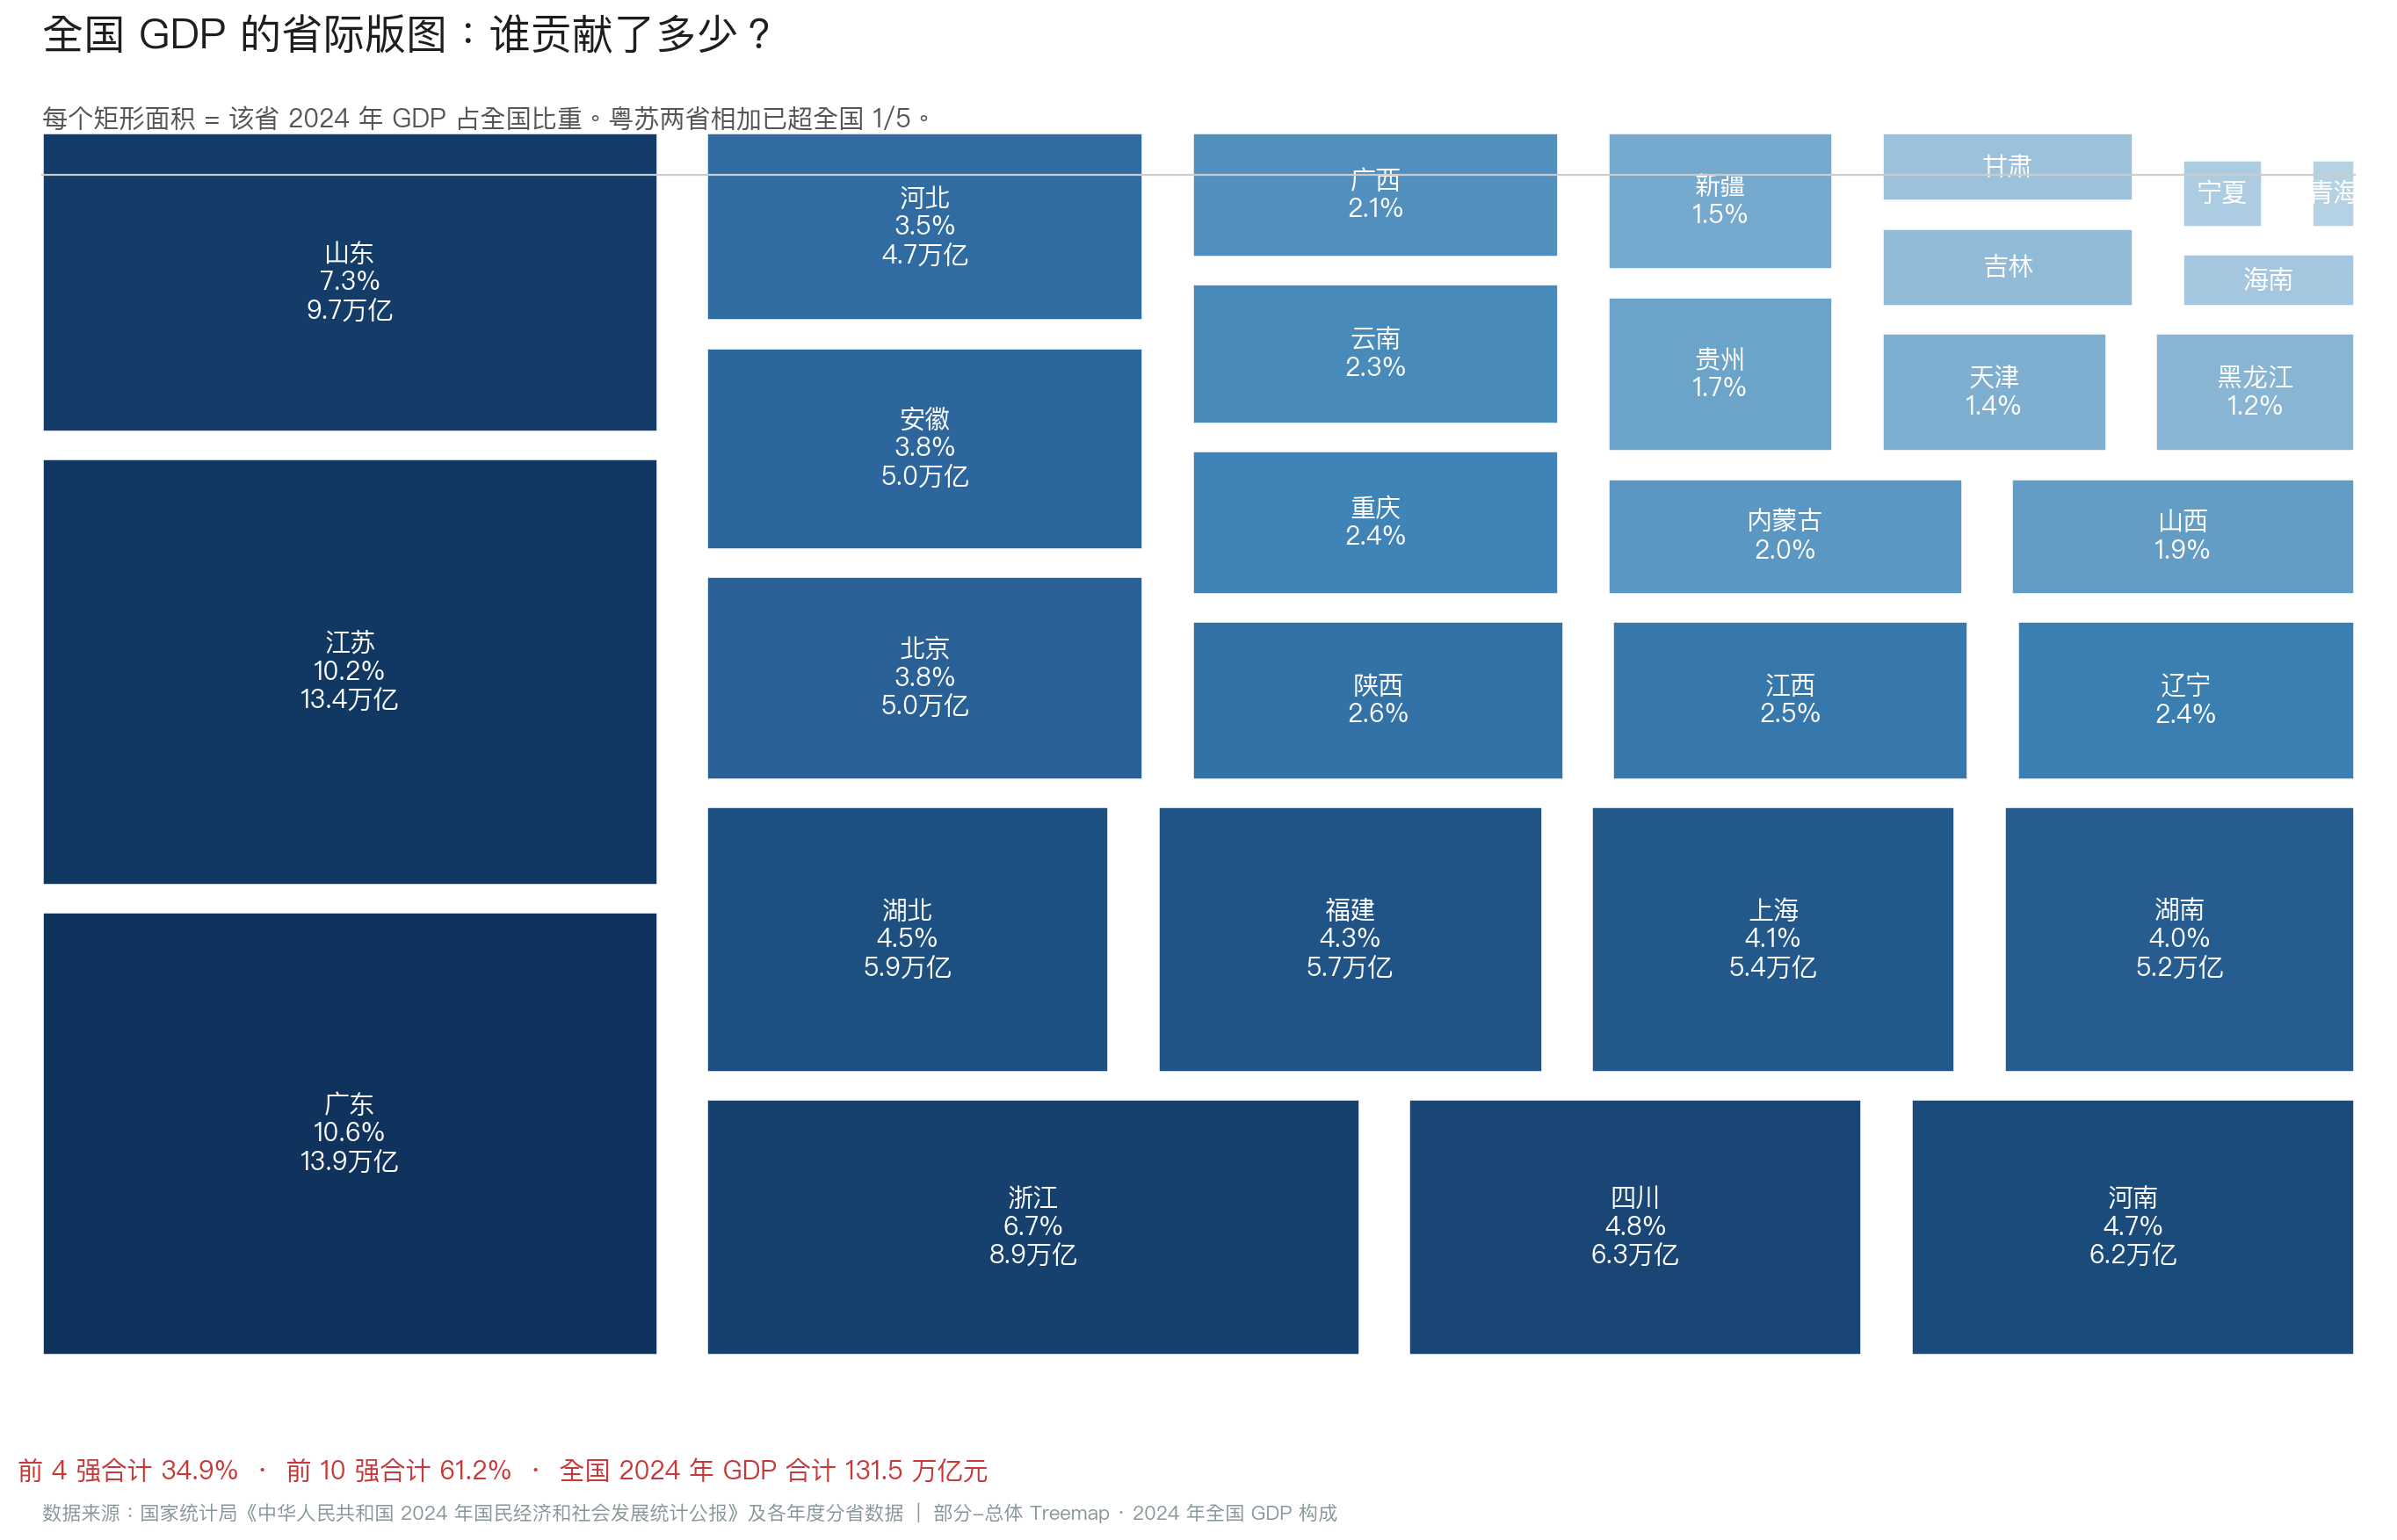 全国 GDP 的省际版图：谁贡献了多少？
每个矩形面积 = 该省 2024 年 GDP 占全国比重。粤苏两省相加已超全国 1/5。
山东
7.3%
9.7万亿
河北
3.5%
4.7万亿
广西
2.1%
新疆
1.5%
甘肃
宁夏
青海
吉林
海南
安徽
3.8%
5.0万亿
云南
2.3%
贵州
1.7%
天津
1.4%
黑龙江
1.2%
重庆
2.4%
内蒙古
2.0%
山西
1.9%
江苏
10.2%
13.4万亿
北京
3.8%
5.0万亿
陕西
2.6%
江西
2.5%
辽宁
2.4%
湖北
4.5%
5.9万亿
福建
4.3%
5.7万亿
上海
4.1%
5.4万亿
湖南
4.0%
5.2万亿
广东
10.6%
13.9万亿
浙江
6.7%
8.9万亿
四川
4.8%
6.3万亿
河南
4.7%
6.2万亿
前 4 强合计 34.9% · 前 10 强合计 61.2% · 全国 2024 年 GDP 合计 131.5 万亿元
数据来源：国家统计局《中华人民共和国 2024 年国民经济和社会发展统计公报》及各年度分省数据 | 部分-总体 Treemap · 2024 年全国 GDP 构成